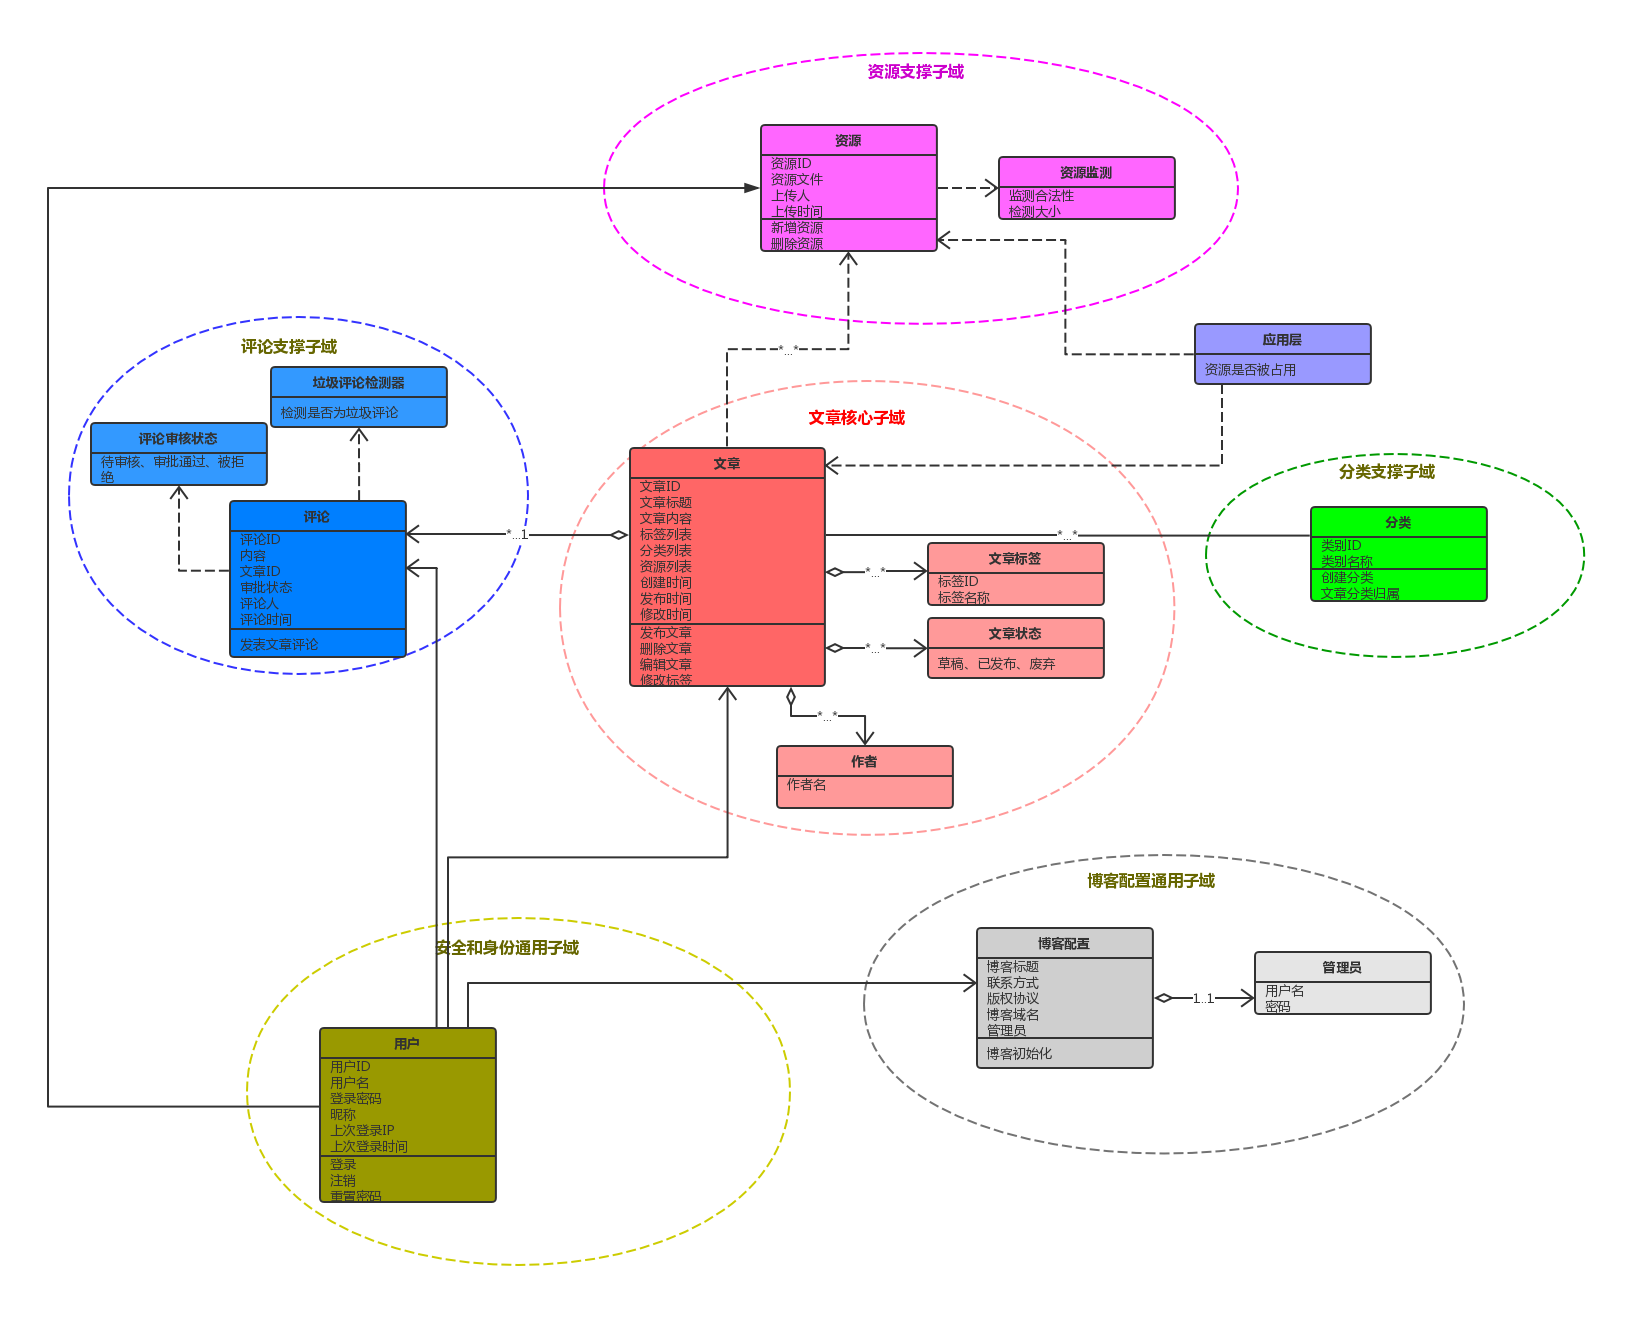 资源支撑子域
资源
资源ID
资源文件
上传人
上传时间
新增资源
删除资源
资源监测
监测合法性
检测大小
应用层
资源是否被占用
*...*
评论支撑子域
垃圾评论检测器
检测是否为垃圾评论
评论审核状态
待审核、审批通过、被拒
绝
评论
评论ID
内容
文章ID
审批状态
评论人
评论时间
发表文章评论
*...1
文章核心子域
文章
文章ID
文章标题
文章内容
标签列表
分类列表
资源列表
创建时间
发布时间
修改时间
发布文章
删除文章
编辑文章
修改标签
*...*
文章标签
标签ID
标签名称
*...*
文章状态
草稿、已发布、废弃
*...*
*...*
作者
作者名
分类支撑子域
分类
类别ID
类别名称
创建分类
文章分类归属
安全和身份通用子域
用户
用户ID
用户名
登录密码
昵称
上次登录IP
上次登录时间
登录
注销
重置密码
博客配置通用子域
博客配置
博客标题
联系方式
版权协议
博客域名
管理员
博客初始化
1..1
管理员
用户名
密码